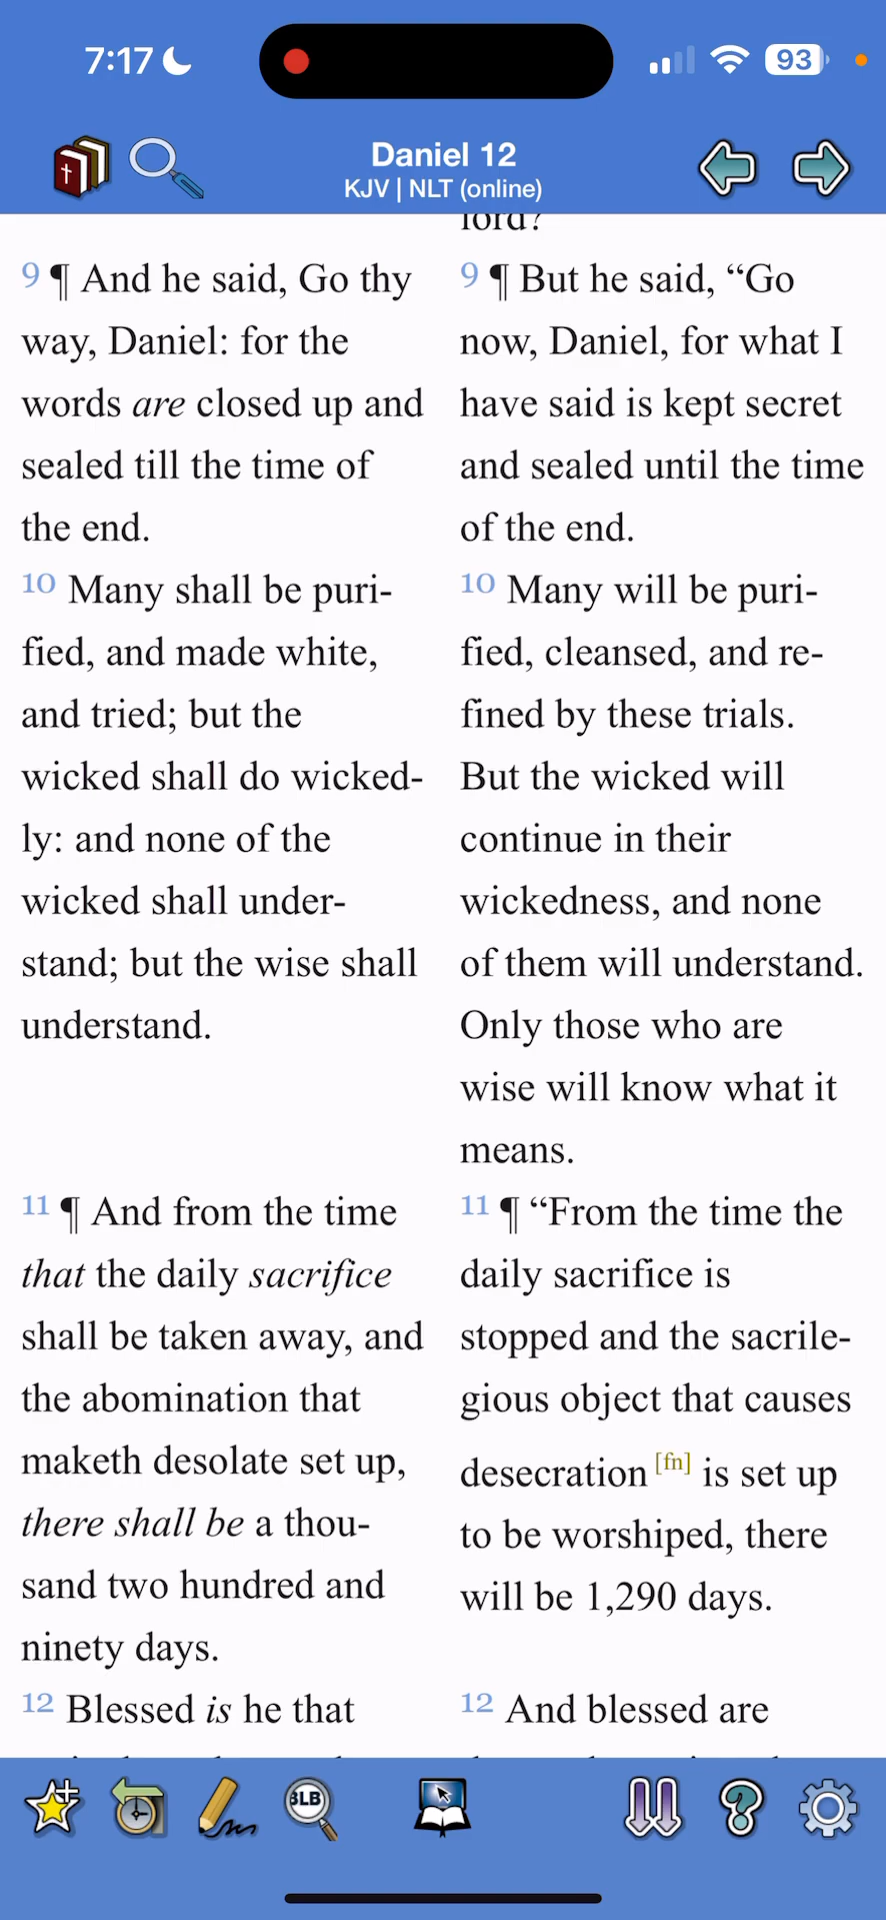 7:17
93
Daniel 12
KJV | NLT (online)
lord?
9 ¶ And he said, Go thy
way, Daniel: for the
words are closed up and
sealed till the time of
the end.
10 Many shall be puri-
fied, and made white,
and tried; but the
wicked shall do wicked-
ly: and none of the
wicked shall under-
stand; but the wise shall
understand.
11 ¶ And from the time
that the daily sacrifice
shall be taken away, and
the abomination that
maketh desolate set up,
there shall be a thou-
sand two hundred and
ninety days.
12 Blessed is he that
9 ¶ But he said, “Go
now, Daniel, for what I
have said is kept secret
and sealed until the time
of the end.
10 Many will be puri-
fied, cleansed, and re-
fined by these trials.
But the wicked will
continue in their
wickedness, and none
of them will understand.
Only those who are
wise will know what it
means.
11 ¶ “From the time the
daily sacrifice is
stopped and the sacrile-
gious object that causes
desecration [fn] is set up
to be worshiped, there
will be 1,290 days.
12 And blessed are
BLB